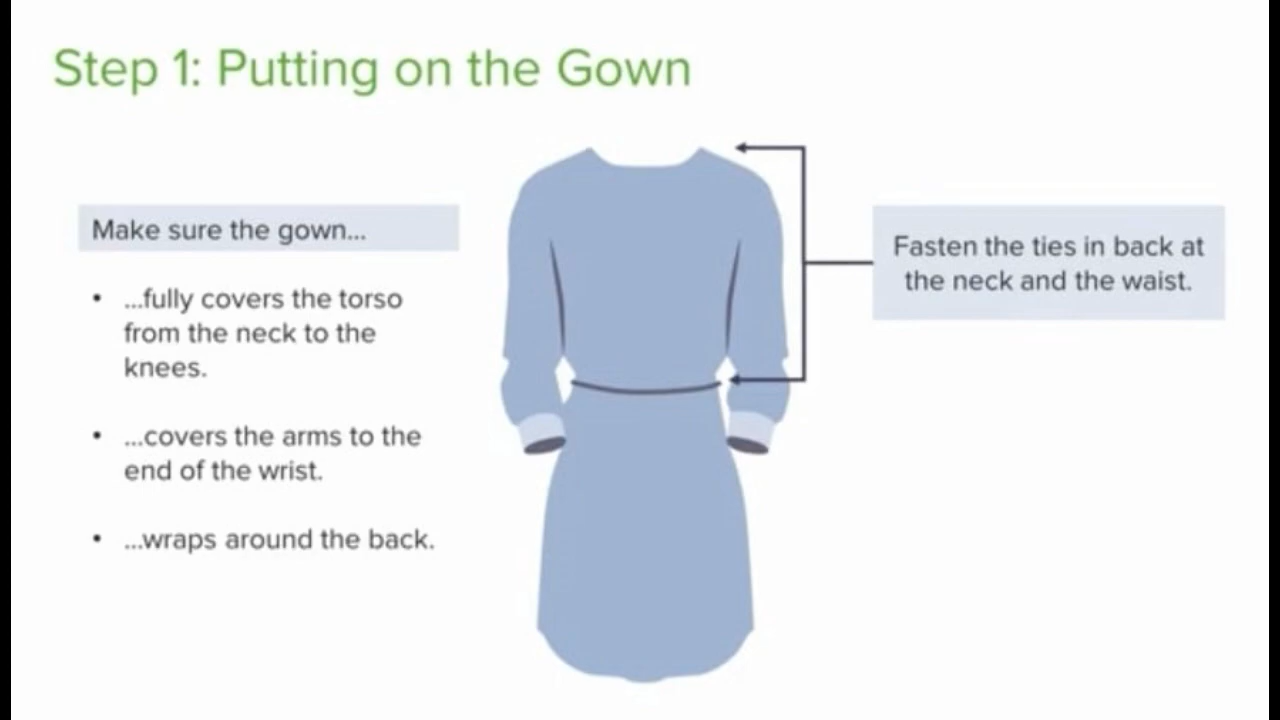 Step 1: Putting on the Gown
Make sure the gown...
• ...fully covers the torso
from the neck to the
knees.
• ...covers the arms to the
end of the wrist.
• ...wraps around the back.
Fasten the ties in back at
the neck and the waist.